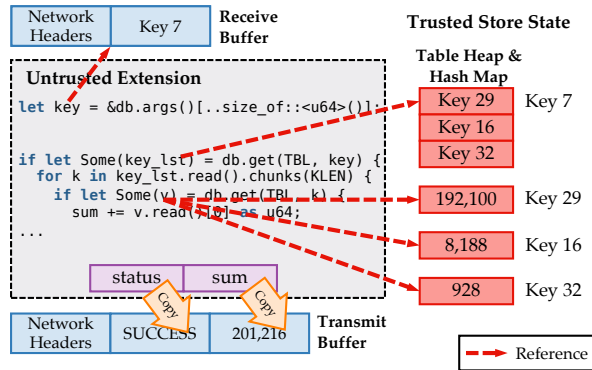 Network Headers
Key 7
Receive Buffer
Trusted Store State
Untrusted Extension
let key = &db.args()[..size_of::<u64>()];
if let Some(key_lst) = db.get(TBL, key) {
for k in key_lst.read().chunks(KLEN) {
if let Some(v) = db.get(TBL, k) {
sum += v.read()[0] as u64;
...
status
sum
Copy
Copy
Network Headers
SUCCESS
201,216
Transmit Buffer
Table Heap &
Hash Map
Key 29
Key 7
Key 16
Key 32
192,100
Key 29
8,188
Key 16
928
Key 32
Reference